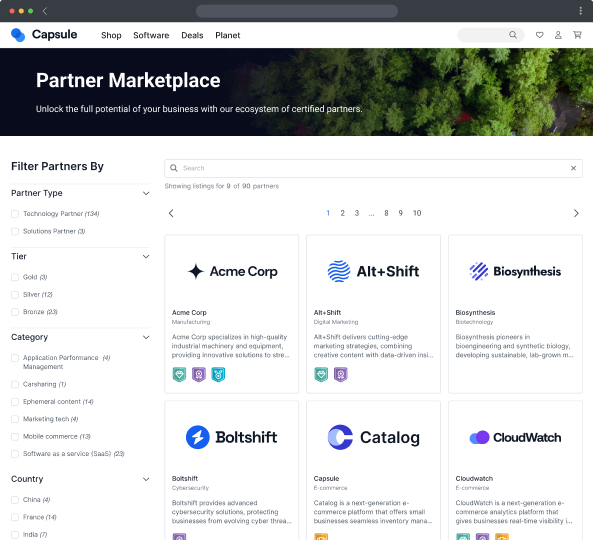 Capsule
Shop Software Deals Planet
Partner Marketplace
Unlock the full potential of your business with our ecosystem of certified partners.
Filter Partners By
Partner Type
Technology Partner (134)
Solutions Partner (3)
Tier
Gold (3)
Silver (12)
Bronze (23)
Category
Application Performance (4)
Management
Carsharing (1)
Ephemeral content (14)
Marketing tech (4)
Mobile commerce (13)
Software as a service (SaaS) (23)
Country
China (4)
France (14)
India (7)
Search
Showing listings for 9 of 90 partners
1 2 3 ... 8 9 10
Acme Corp
Acme Corp
Manufacturing
Acme Corp specializes in high-quality
industrial machinery and equipment,
providing innovative solutions to stre...
Alt+Shift
Alt+Shift
Digital Marketing
Alt+Shift delivers cutting-edge
marketing strategies, combining
creative content with data-driven insi...
Biosynthesis
Biosynthesis
Biotechnology
Biosynthesis pioneers in
bioengineering and synthetic biology,
developing sustainable, lab-grown m...
Boltshift
Boltshift
Cybersecurity
Boltshift provides advanced
cybersecurity solutions, protecting
businesses from evolving cyber threa...
Catalog
Capsule
E-commerce
Catalog is a next-generation e-
commerce platform that offers small
businesses seamless inventory mana...
CloudWatch
Cloudwatch
E-commerce
CloudWatch is a next-generation e-
commerce analytics platform that
gives businesses real-time visibility i...